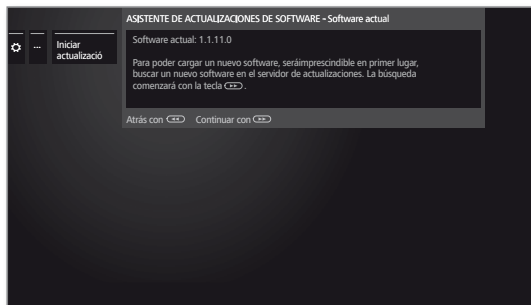 ASISTENTE DE ACTUALIZACIONES DE SOFTWARE - Software actual
...
Iniciar
actualizació
Software actual: 1.1.11.0
Para poder cargar un nuevo software, seráimprescindible en primer lugar,
buscar un nuevo software en el servidor de actualizaciones. La búsqueda
comenzará con la tecla .
Atrás con Continuar con